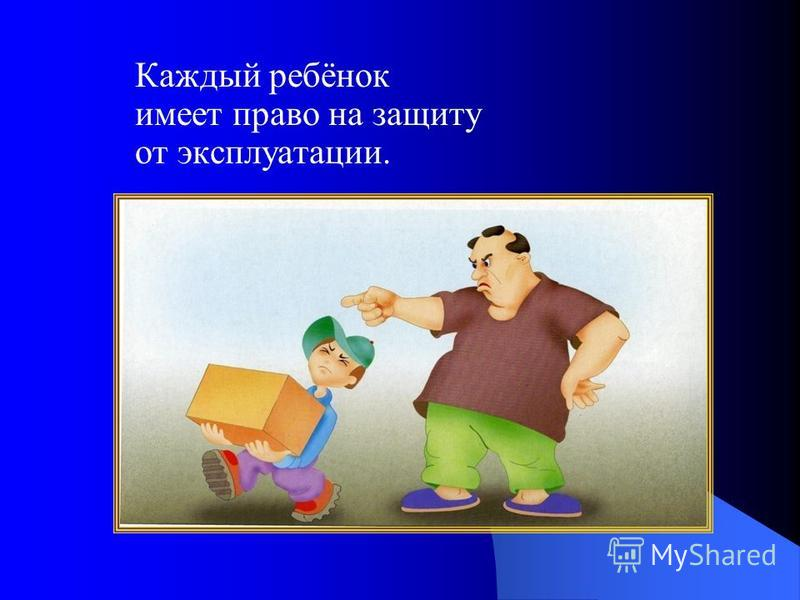 Каждый ребёнок
имеет право на защиту
от эксплуатации.
MyShared